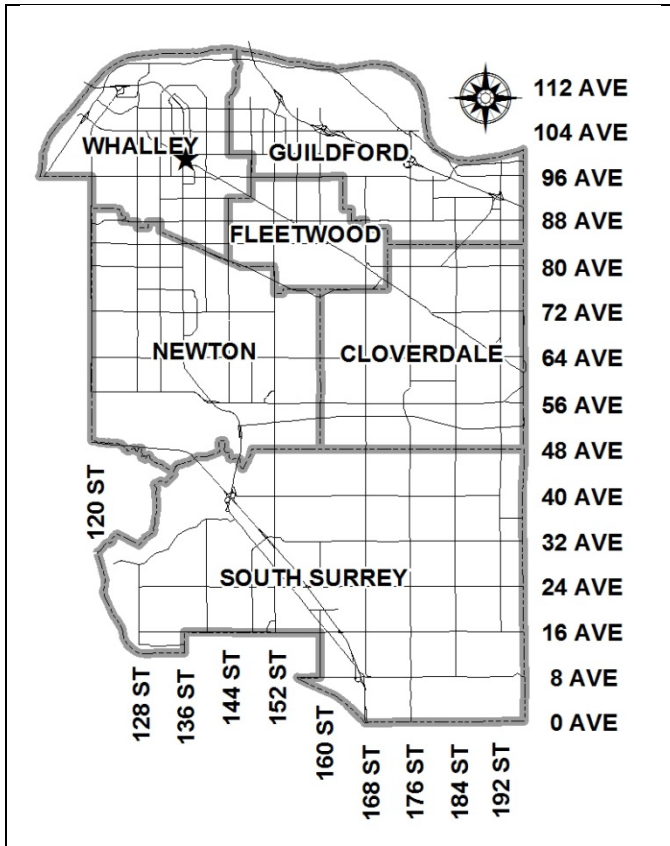 112 AVE
104 AVE
WHALLEY
GUILDFORD
96 AVE
88 AVE
FLEETWOOD
80 AVE
72 AVE
NEWTON
CLOVERDALE
64 AVE
56 AVE
48 AVE
120 ST
40 AVE
32 AVE
SOUTH SURREY
24 AVE
16 AVE
128 ST
136 ST
144 ST
152 ST
8 AVE
160 ST
0 AVE
168 ST
176 ST
184 ST
192 ST